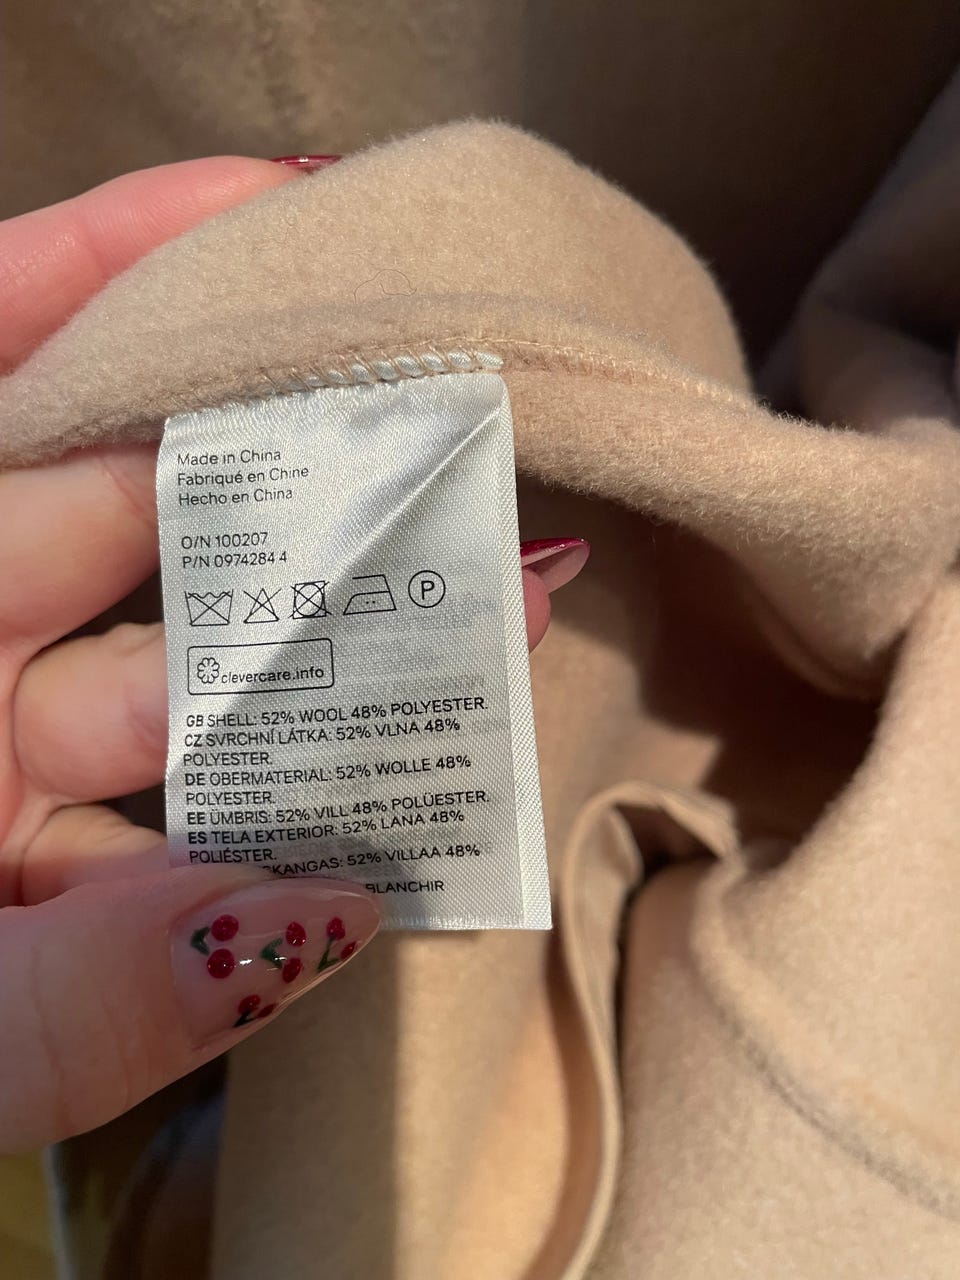 Made in China
Fabriqué en Chine
Hecho en China
O/N 100207
P/N 0974284 4
P
clevercare.info
GB SHELL: 52% WOOL 48% POLYESTER.
CZ SVRCHNÍ LÁTKA: 52% VLNA 48%
POLYESTER.
DE OBERMATERIAL: 52% WOLLE 48%
POLYESTER.
EE ÜMBRIS: 52% VILL 48% POLÜESTER.
ES TELA EXTERIOR: 52% LANA 48%
POLIÉSTER.
52% VILLAA 48%
BLANCHIR